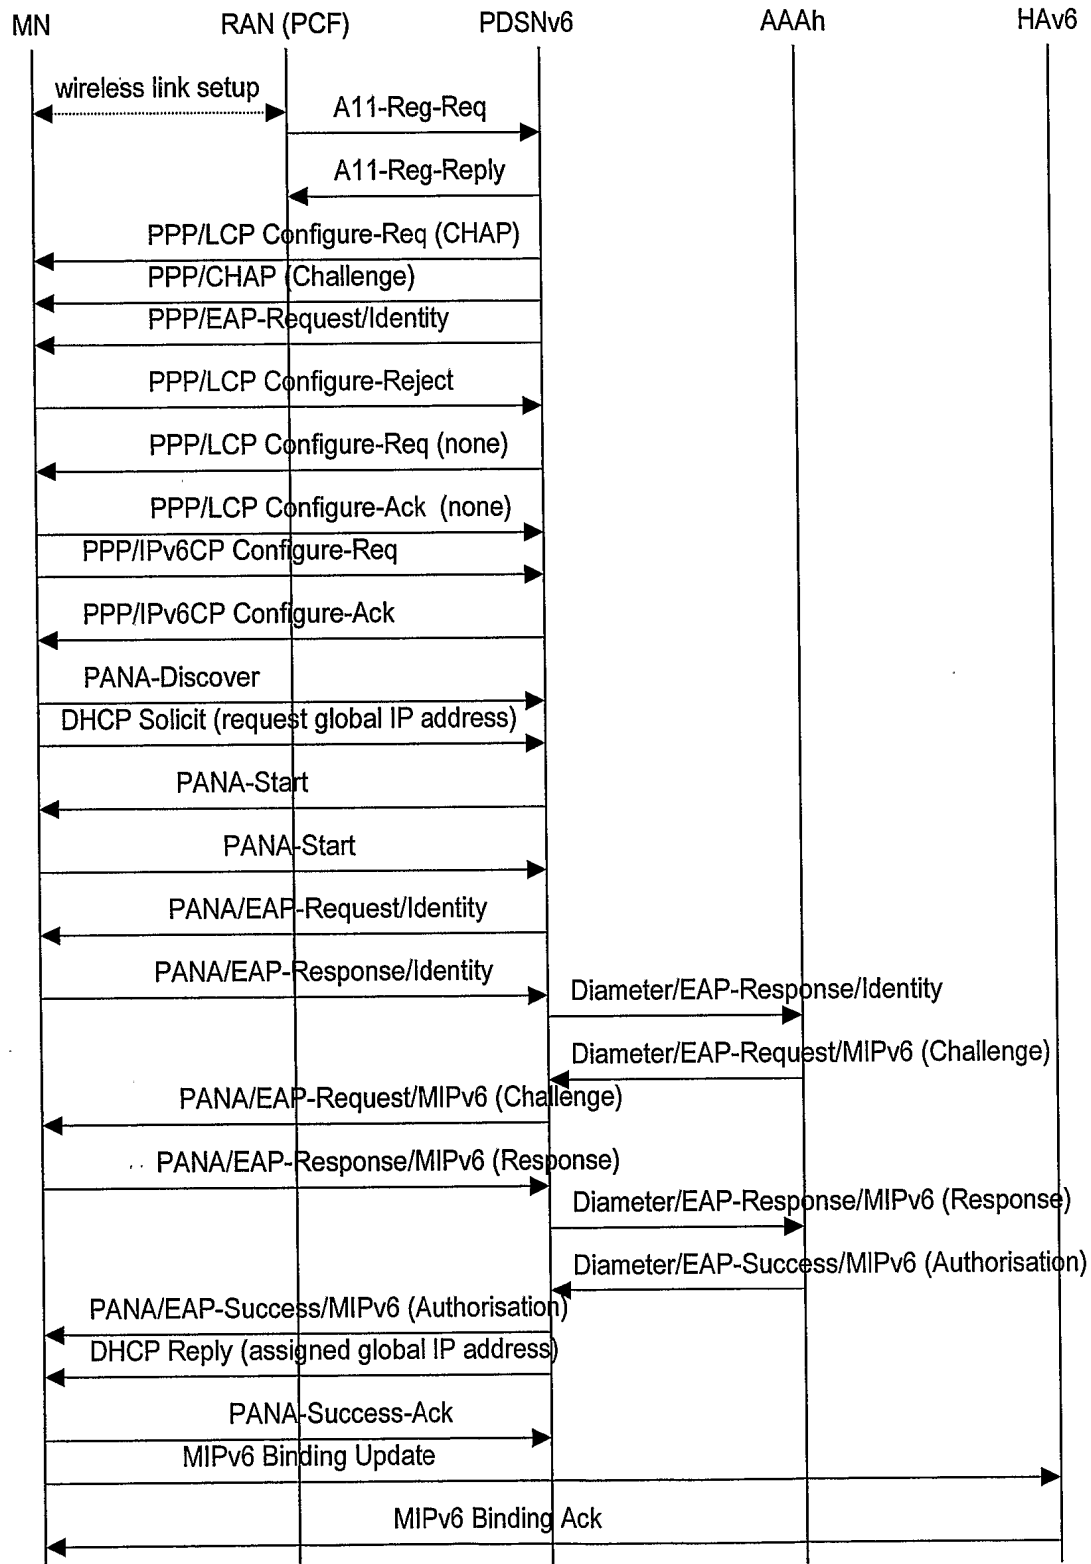 MN RAN (PCF) PDSNv6 AAAh HAv6
wireless link setup
A11-Reg-Req
A11-Reg-Reply
PPP/LCP Configure-Req (CHAP)
PPP/CHAP (Challenge)
PPP/EAP-Request/Identity
PPP/LCP Configure-Reject
PPP/LCP Configure-Req (none)
PPP/LCP Configure-Ack (none)
PPP/IPv6CP Configure-Req
PPP/IPv6CP Configure-Ack
PANA-Discover
DHCP Solicit (request global IP address)
PANA-Start
PANA-Start
PANA/EAP-Request/Identity
PANA/EAP-Response/Identity
Diameter/EAP-Response/Identity
Diameter/EAP-Request/MIPv6 (Challenge)
PANA/EAP-Request/MIPv6 (Challenge)
PANA/EAP-Response/MIPv6 (Response)
Diameter/EAP-Response/MIPv6 (Response)
Diameter/EAP-Success/MIPv6 (Authorisation)
PANA/EAP-Success/MIPv6 (Authorisation)
DHCP Reply (assigned global IP address)
PANA-Success-Ack
MIPv6 Binding Update
MIPv6 Binding Ack